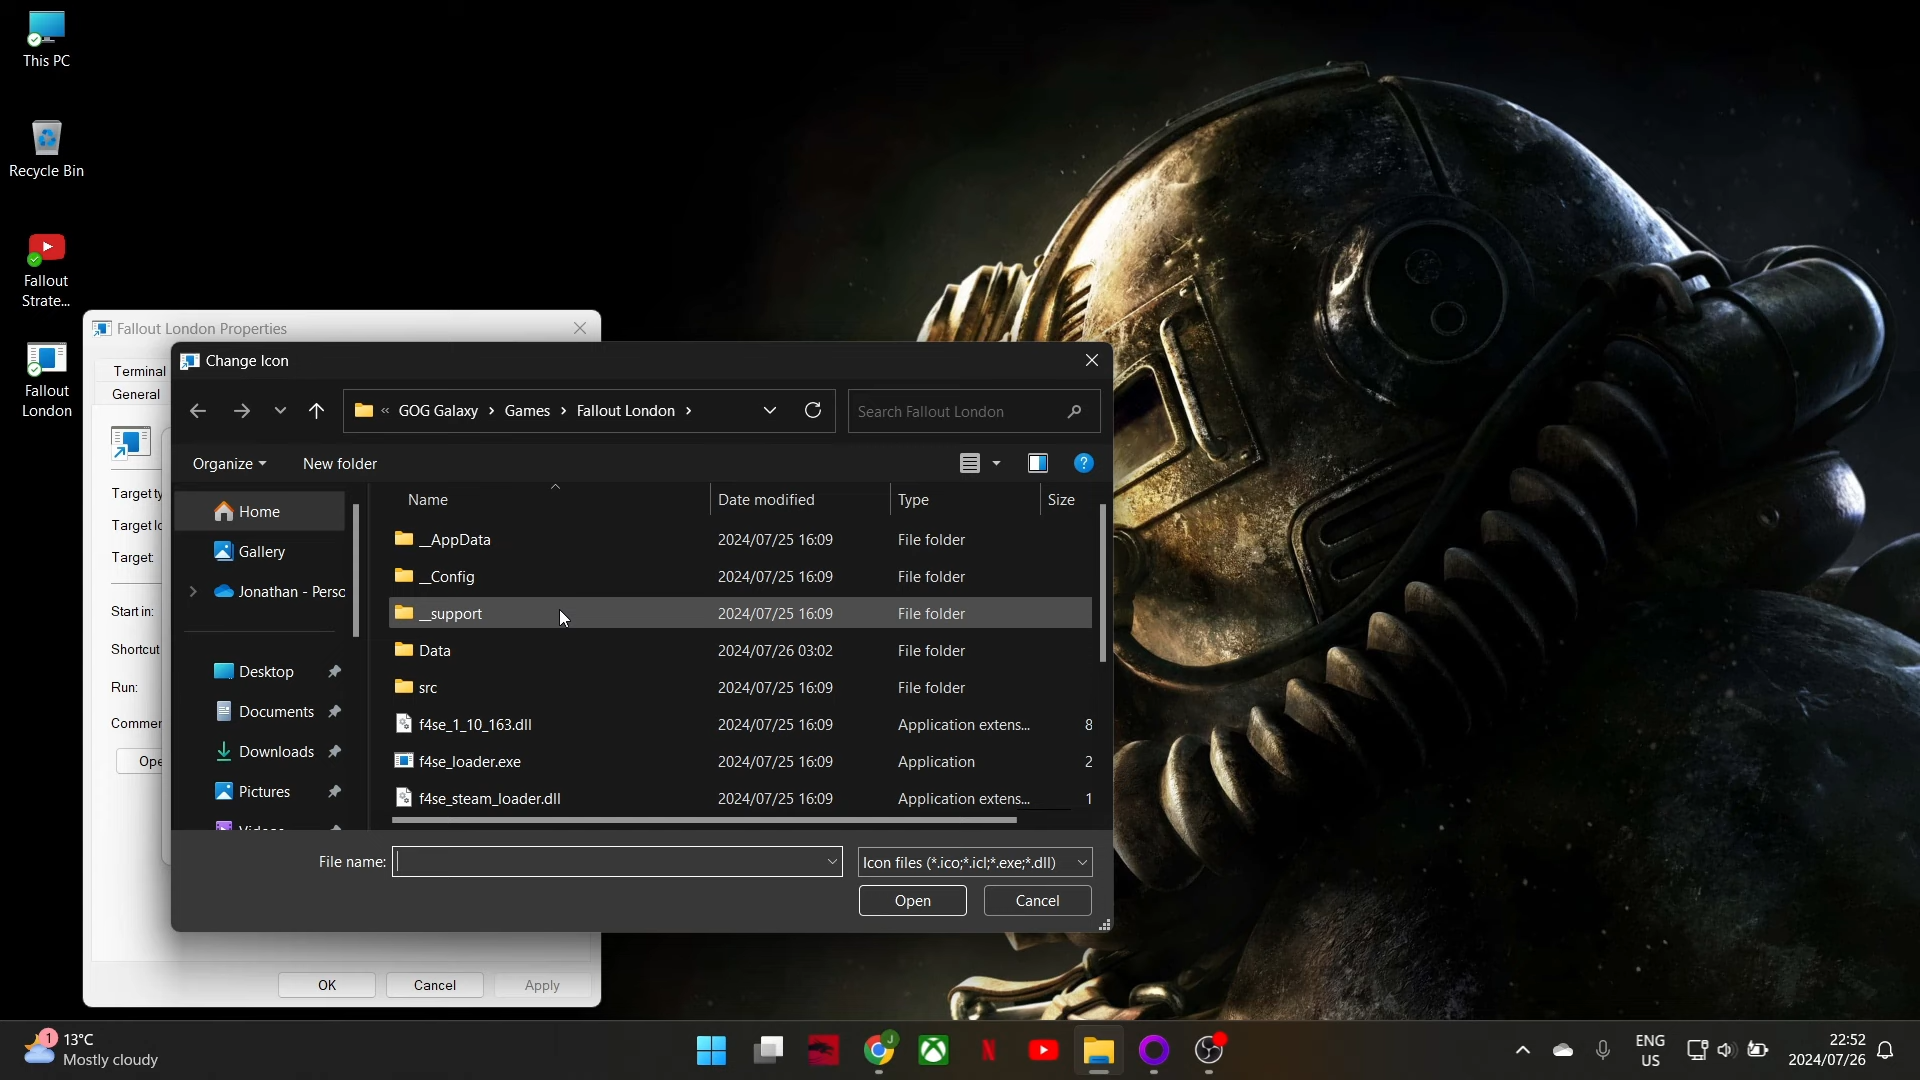 This PC
Recycle Bin
Fallout
Strate...
Fallout
London
Fallout London Properties
Terminal
General
Target ty
Target lo
Target:
Start in:
Shortcut
Run:
Commen
Ope
OK
Cancel
Apply
Change Icon
« GOG Galaxy › Games › Fallout London ›
Search Fallout London
Organize
New folder
Home
Gallery
Jonathan - Perso
Desktop
Documents
Downloads
Pictures
Name Date modified Type Size
__AppData 2024/07/25 16:09 File folder
__Config 2024/07/25 16:09 File folder
__support 2024/07/25 16:09 File folder
Data 2024/07/26 03:02 File folder
src 2024/07/25 16:09 File folder
f4se_1_10_163.dll 2024/07/25 16:09 Application extens... 8
f4se_loader.exe 2024/07/25 16:09 Application 2
f4se_steam_loader.dll 2024/07/25 16:09 Application extens... 1
File name:
Icon files (*.ico;*.icl;*.exe;*.dll)
Open
Cancel
1
13°C
Mostly cloudy
J
N
ENG
US
22:52
2024/07/26